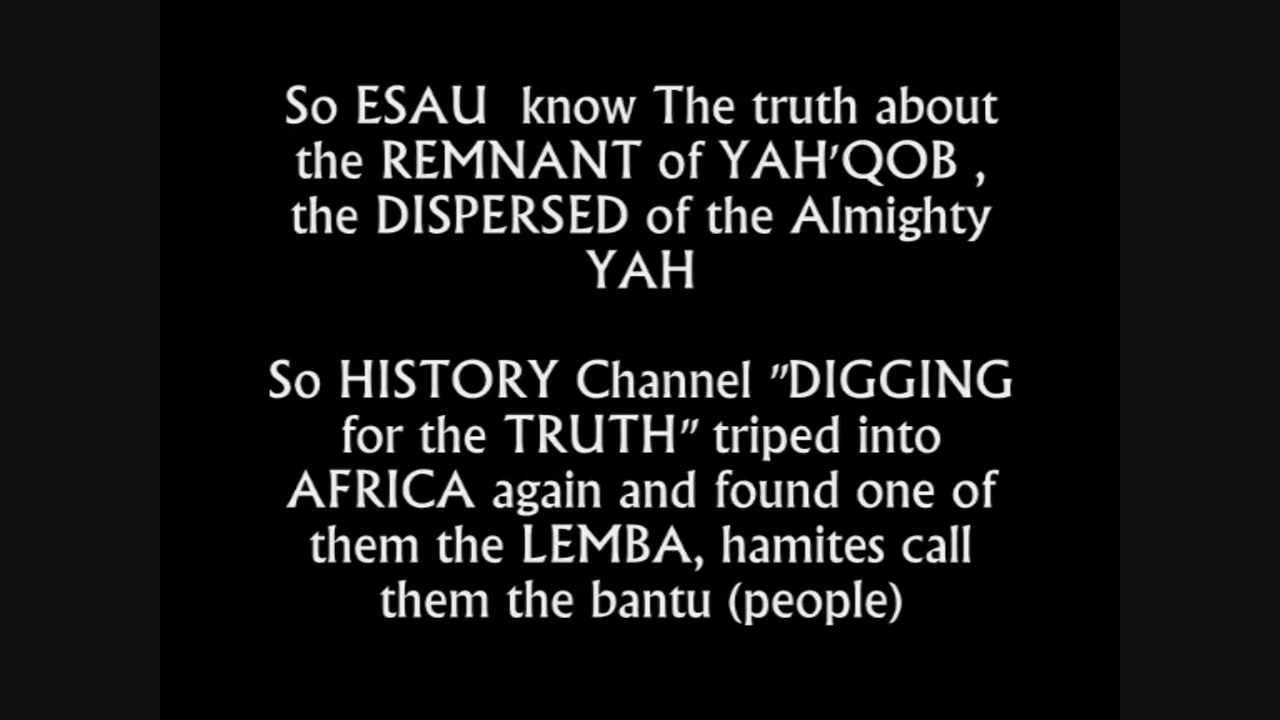 So ESAU  know The truth about
the REMNANT of YAH'QOB ,
the DISPERSED of the Almighty
YAH
So HISTORY Channel "DIGGING
for the TRUTH" triped into
AFRICA again and found one of
them the LEMBA, hamites call
them the bantu (people)